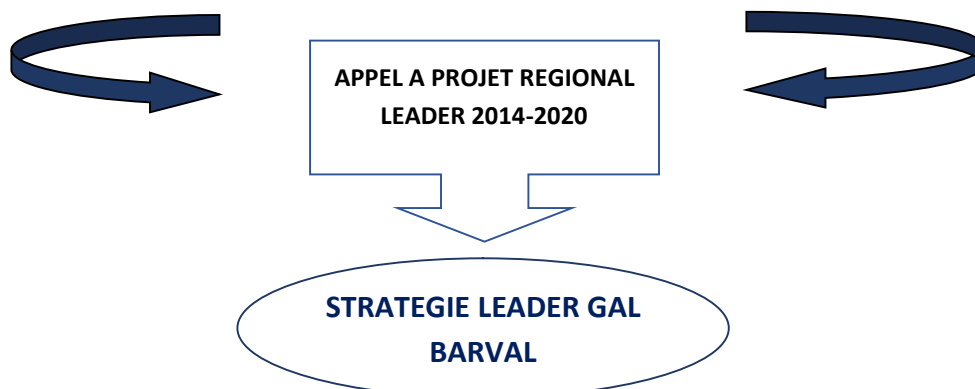 APPEL A PROJET REGIONAL
LEADER 2014-2020
STRATEGIE LEADER GAL
BARVAL